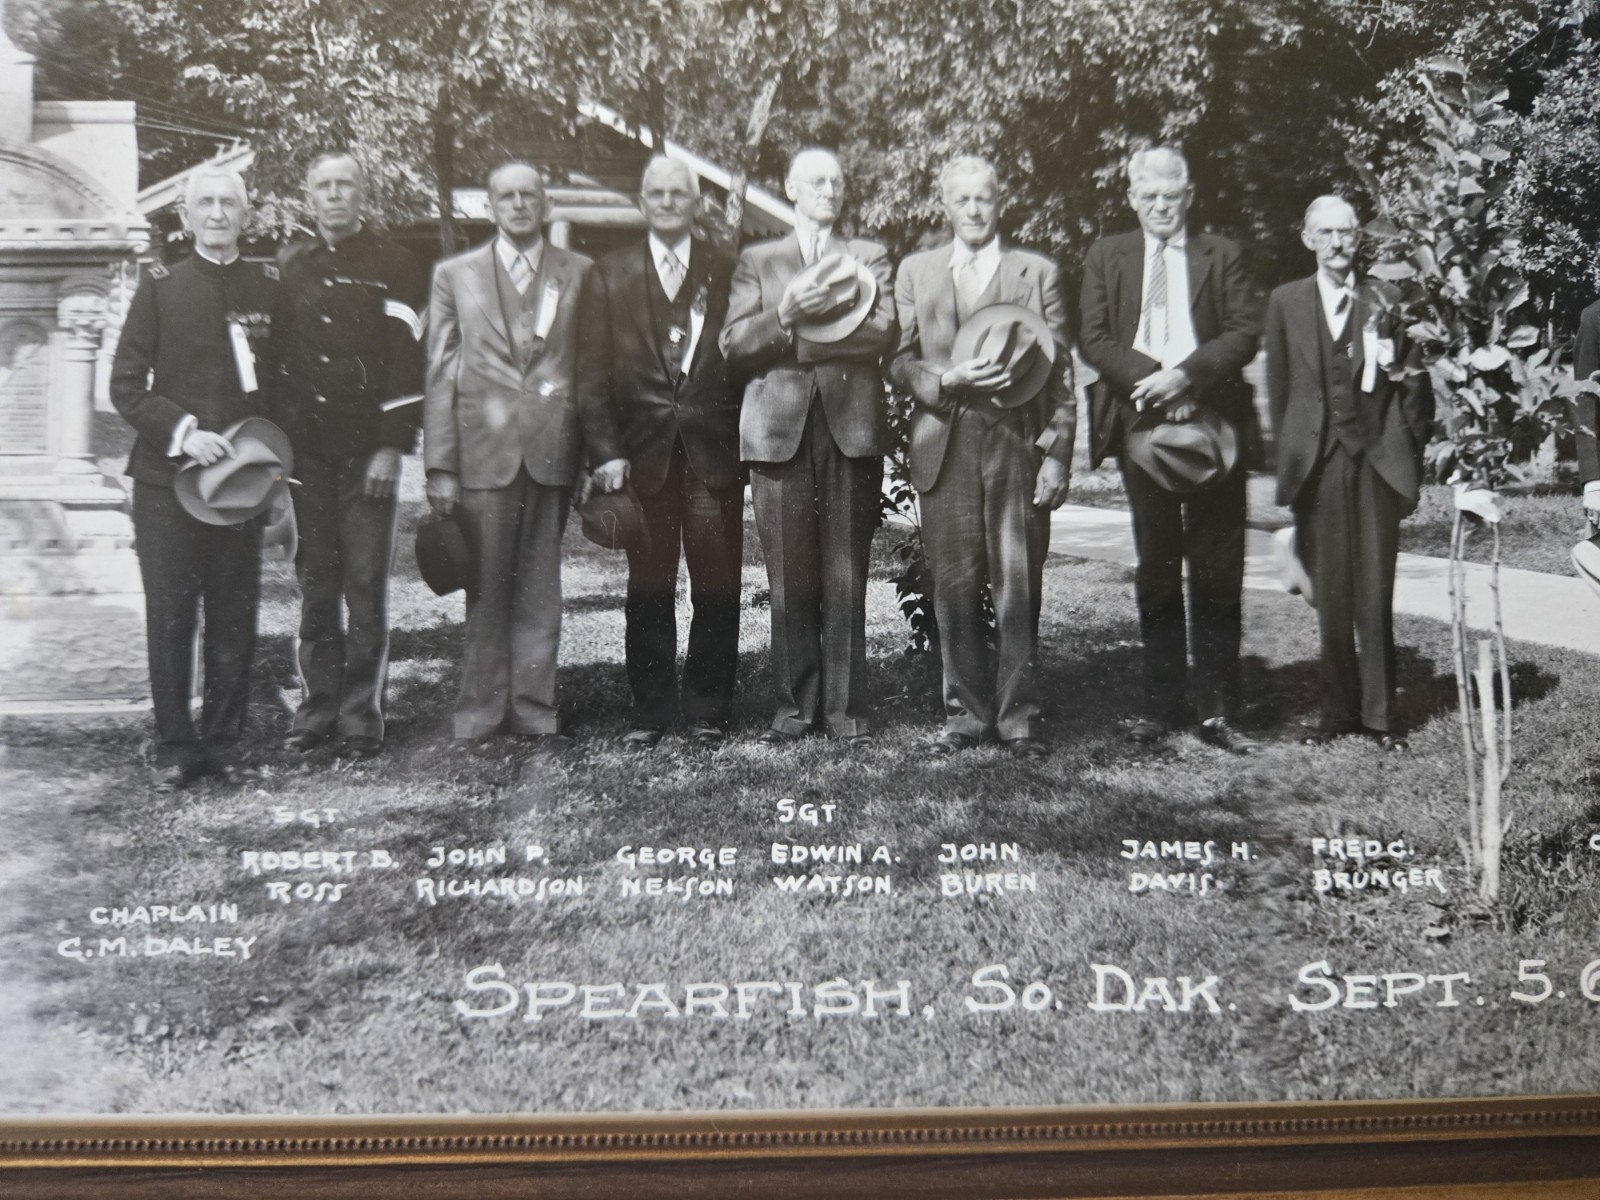 SGT
ROBERT B.
ROSS
JOHN P.
RICHARDSON
GEORGE
NELSON
SGT
EDWIN A.
WATSON.
JOHN
BUREN
JAMES H.
DAVIS.
FRED C.
BRUNGER
CHAPLAIN
C.M. DALEY
SPEARFISH, SO. DAK. SEPT. 5.